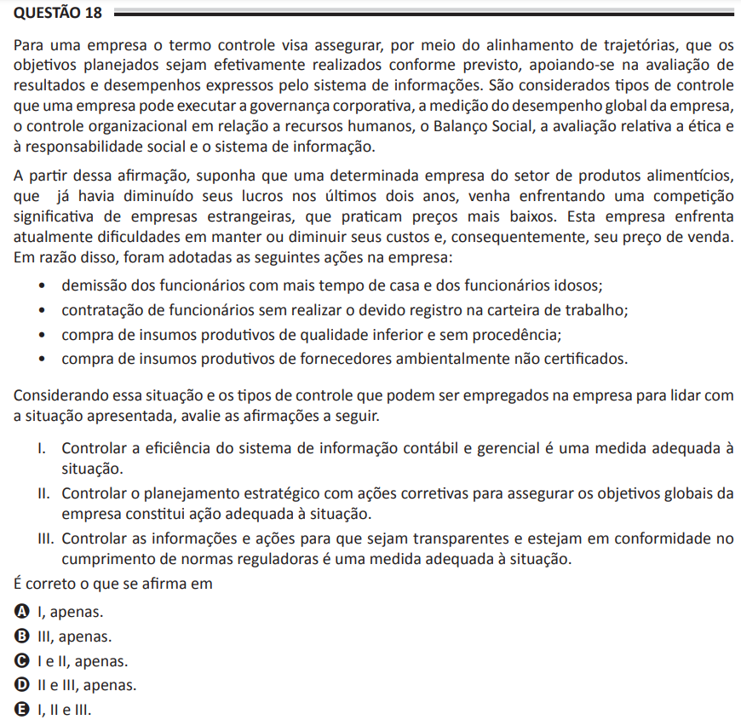 QUESTÃO 18
Para uma empresa o termo controle visa assegurar, por meio do alinhamento de trajetórias, que os
objetivos planejados sejam efetivamente realizados conforme previsto, apoiando-se na avaliação de
resultados e desempenhos expressos pelo sistema de informações. São considerados tipos de controle
que uma empresa pode executar a governança corporativa, a medição do desempenho global da empresa,
o controle organizacional em relação a recursos humanos, o Balanço Social, a avaliação relativa a ética e
à responsabilidade social e o sistema de informação.
A partir dessa afirmação, suponha que uma determinada empresa do setor de produtos alimentícios,
que já havia diminuído seus lucros nos últimos dois anos, venha enfrentando uma competição
significativa de empresas estrangeiras, que praticam preços mais baixos. Esta empresa enfrenta
atualmente dificuldades em manter ou diminuir seus custos e, consequentemente, seu preço de venda.
Em razão disso, foram adotadas as seguintes ações na empresa:
• demissão dos funcionários com mais tempo de casa e dos funcionários idosos;
• contratação de funcionários sem realizar o devido registro na carteira de trabalho;
• compra de insumos produtivos de qualidade inferior e sem procedência;
• compra de insumos produtivos de fornecedores ambientalmente não certificados.
Considerando essa situação e os tipos de controle que podem ser empregados na empresa para lidar com
a situação apresentada, avalie as afirmações a seguir.
I. Controlar a eficiência do sistema de informação contábil e gerencial é uma medida adequada à
situação.
II. Controlar o planejamento estratégico com ações corretivas para assegurar os objetivos globais da
empresa constitui ação adequada à situação.
III. Controlar as informações e ações para que sejam transparentes e estejam em conformidade no
cumprimento de normas reguladoras é uma medida adequada à situação.
É correto o que se afirma em
A I, apenas.
B III, apenas.
C I e II, apenas.
D II e III, apenas.
E I, II e III.